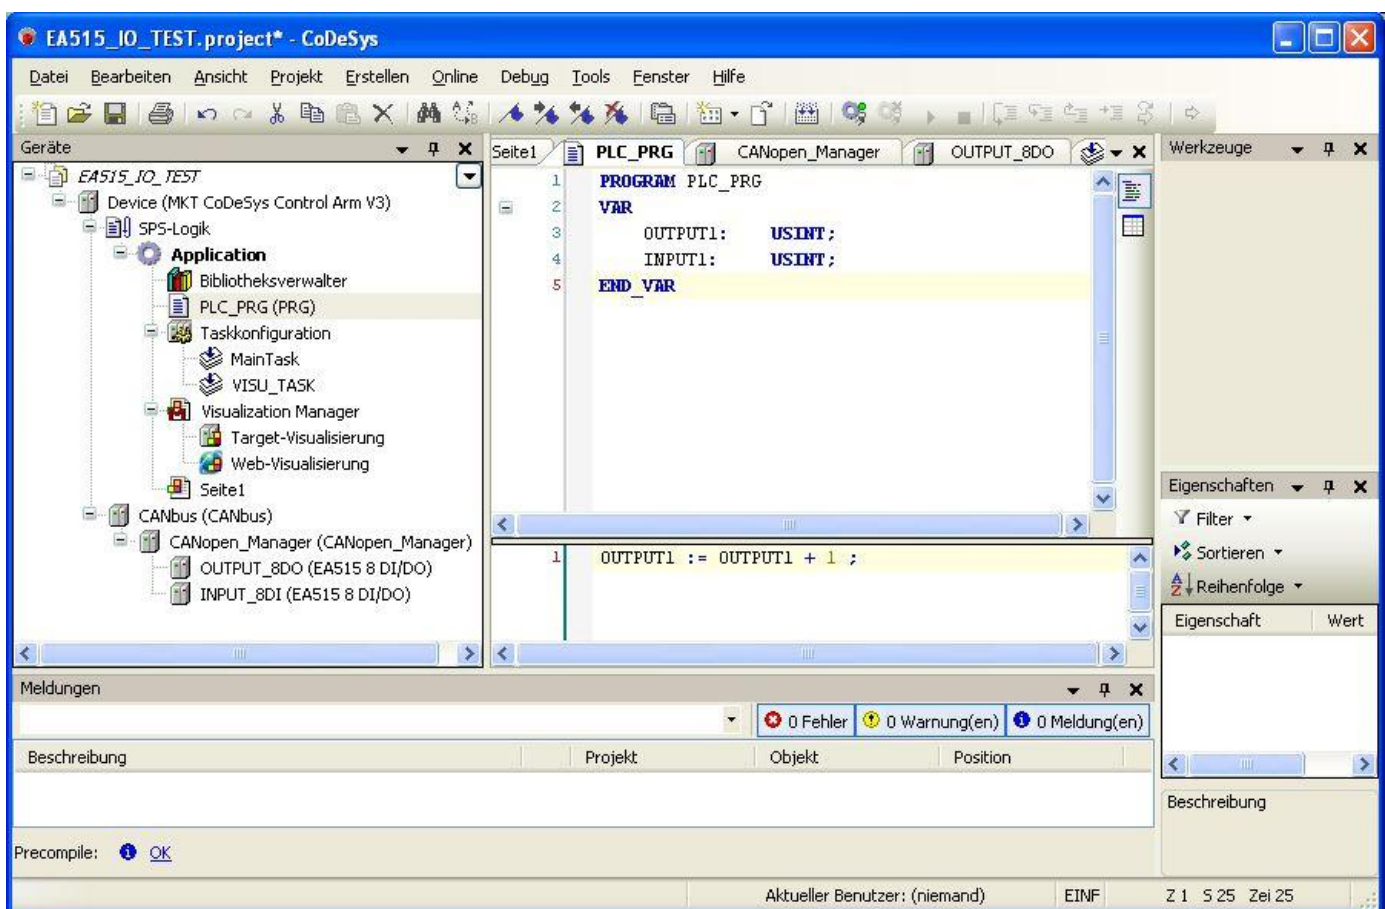 EA515_IO_TEST.project* - CoDeSys
Datei Bearbeiten Ansicht Projekt Erstellen Online Debug Tools Fenster Hilfe
Geräte
EA515_IO_TEST
Device (MKT CoDeSys Control Arm V3)
SPS-Logik
Application
Bibliotheksverwalter
PLC_PRG (PRG)
Taskkonfiguration
MainTask
VISU_TASK
Visualization Manager
Target-Visualisierung
Web-Visualisierung
Seite1
CANbus (CANbus)
CANopen_Manager (CANopen_Manager)
OUTPUT_8DO (EA515 8 DI/DO)
INPUT_8DI (EA515 8 DI/DO)
Seite1 PLC_PRG CANopen_Manager OUTPUT_8DO
1 PROGRAM PLC_PRG
2 VAR
3 OUTPUT1: USINT;
4 INPUT1: USINT;
5 END_VAR
1 OUTPUT1 := OUTPUT1 + 1 ;
Werkzeuge
Eigenschaften
Filter
Sortieren
Reihenfolge
Eigenschaft Wert
Beschreibung
Meldungen
0 Fehler 0 Warnung(en) 0 Meldung(en)
Beschreibung Projekt Objekt Position
Precompile: OK
Aktueller Benutzer: (niemand) EINF Z 1 S 25 Zei 25